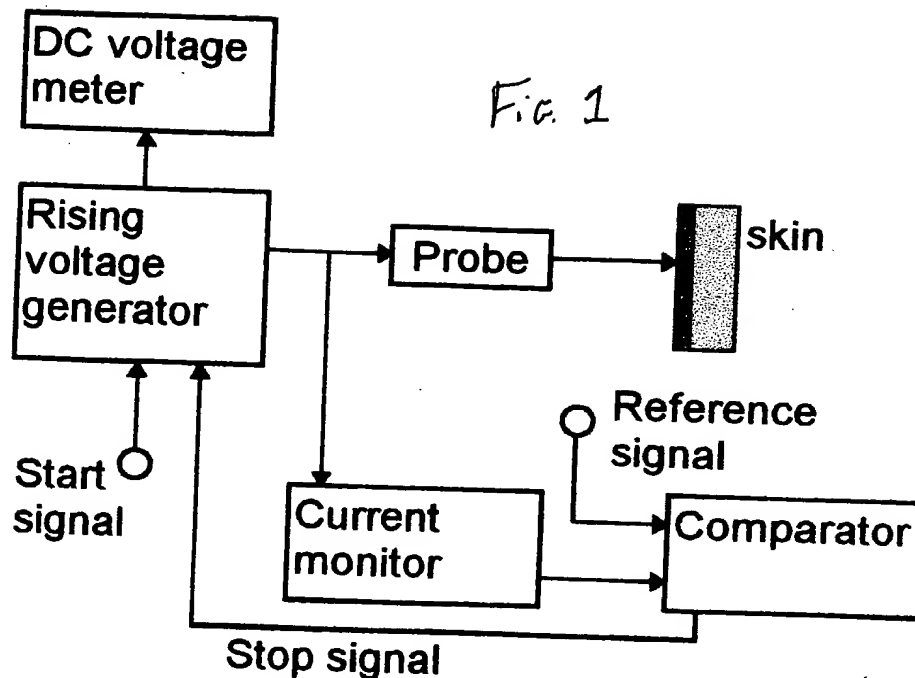 DC voltage
meter
Fig. 1
Rising
voltage
generator
Probe
skin
Reference
signal
Start
signal
Current
monitor
Comparator
Stop signal